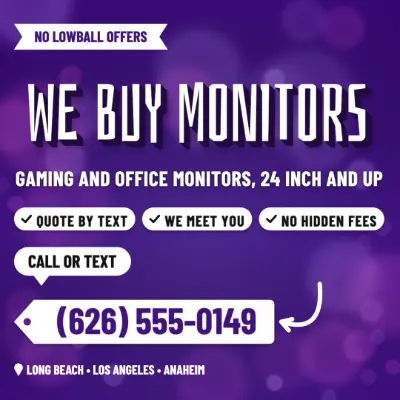 NO LOWBALL OFFERS
WE BUY MONITORS
GAMING AND OFFICE MONITORS, 24 INCH AND UP
QUOTE BY TEXT WE MEET YOU NO HIDDEN FEES
CALL OR TEXT
(626) 555-0149
LONG BEACH • LOS ANGELES • ANAHEIM